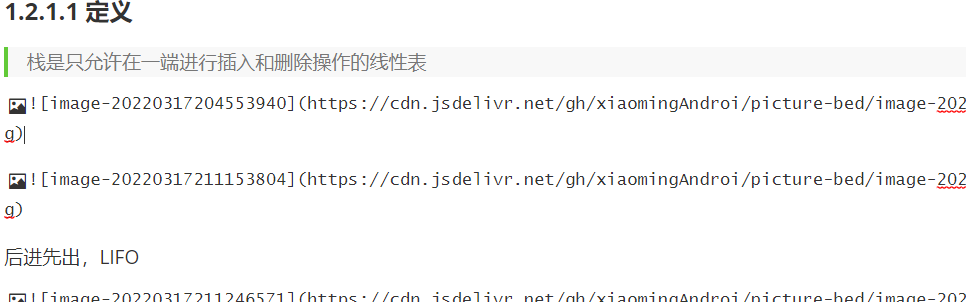 1.2.1.1 定义
栈是只允许在一端进行插入和删除操作的线性表
![image-20220317204553940](https://cdn.jsdelivr.net/gh/xiaomingAndroi/picture-bed/image-202
g)
![image-20220317211153804](https://cdn.jsdelivr.net/gh/xiaomingAndroi/picture-bed/image-202
g)
后进先出，LIFO
![image-20220317211246571](https://cdn.jsdelivr.net/gh/xiaomingAndroi/picture-bed/image-202